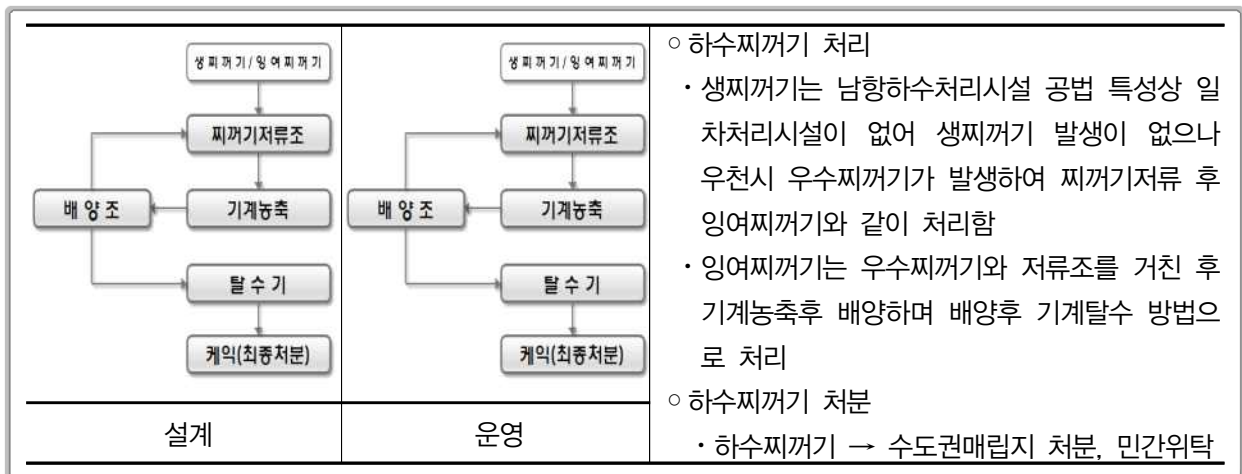 생찌꺼기/잉여찌꺼기
찌꺼기저류조
배 양 조
기계농축
탈 수 기
케익(최종처분)
설계
생찌꺼기/잉여찌꺼기
찌꺼기저류조
배 양 조
기계농축
탈 수 기
케익(최종처분)
운영
○ 하수찌꺼기 처리
・생찌꺼기는 남항하수처리시설 공법 특성상 일
차처리시설이 없어 생찌꺼기 발생이 없으나
우천시 우수찌꺼기가 발생하여 찌꺼기저류 후
잉여찌꺼기와 같이 처리함
・잉여찌꺼기는 우수찌꺼기와 저류조를 거친 후
기계농축후 배양하며 배양후 기계탈수 방법으
로 처리
○ 하수찌꺼기 처분
・하수찌꺼기 → 수도권매립지 처분, 민간위탁